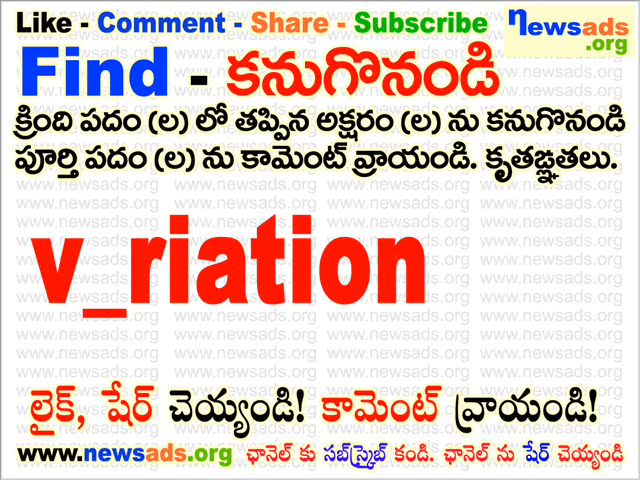 Like - Comment - Share - Subscribe
newsads
.org
Find - కనుగొనండి
క్రింది పదం (ల) లో తప్పిన అక్షరం (ల) ను కనుగొనండి
పూర్తి పదం (ల) ను కామెంట్ వ్రాయండి. కృతజ్ఞతలు.
v_riation
లైక్, షేర్ చెయ్యండి! కామెంట్ వ్రాయండి!
www.newsads.org ఛానెల్ కు సబ్‌స్క్రైబ్ కండి. ఛానెల్ ను షేర్ చెయ్యండి